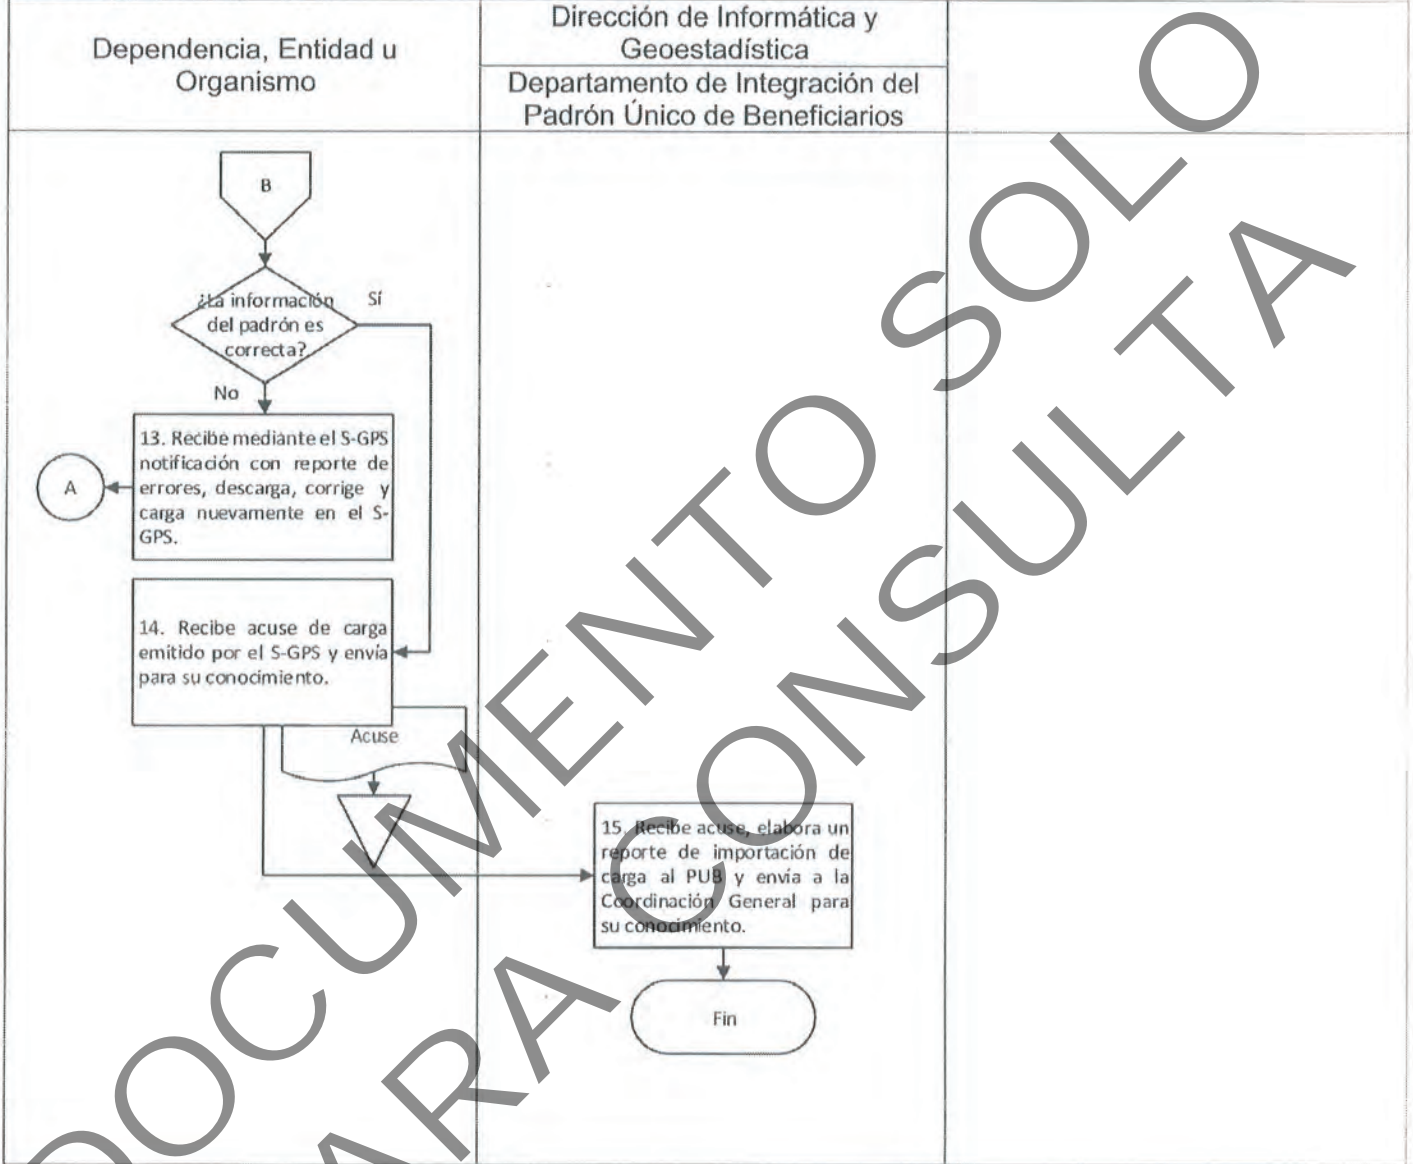 Dependencia, Entidad u
Organismo
Dirección de Informática y
Geoestadística
Departamento de Integración del
Padrón Único de Beneficiarios
B
¿La información
del padrón es
correcta?
Sí
No
13. Recibe mediante el S-GPS
notificación con reporte de
errores, descarga, corrige y
carga nuevamente en el S-
GPS.
A
14. Recibe acuse de carga
emitido por el S-GPS y envía
para su conocimiento.
Acuse
15. Recibe acuse, elabora un
reporte de importación de
carga al PUB y envía a la
Coordinación General para
su conocimiento.
Fin
DOCUMENTO SOLO
PARA CONSULTA